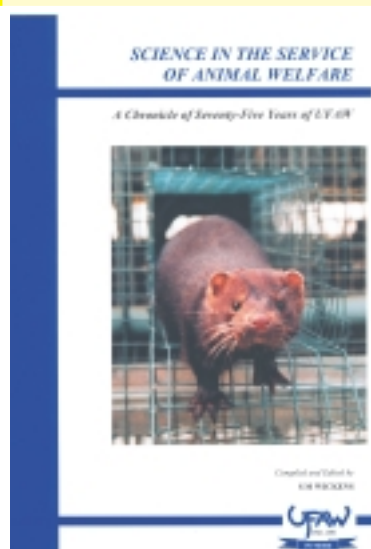 SCIENCE IN THE SERVICE
OF ANIMAL WELFARE
A Chronicle of Seventy-Five Years of UFAW
Compiled and Edited by
S M WICKENS
UFAW